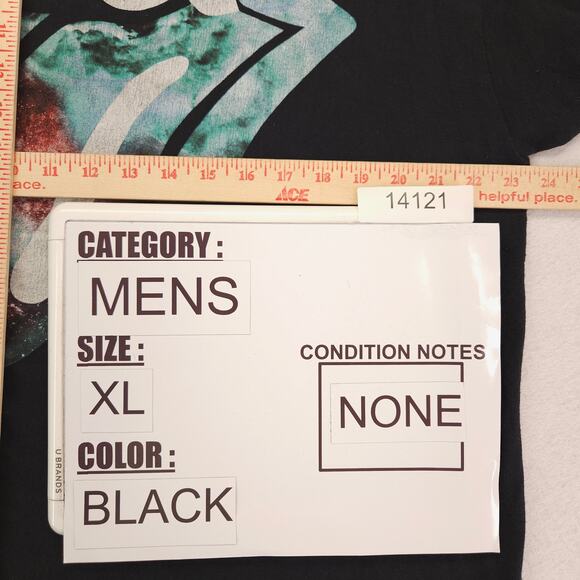 11 12 13 14 15 16 17 18 19 20 21 22 23 24
ace.
ACE
helpful place.
14121
CATEGORY :
MENS
SIZE :
XL
CONDITION NOTES
NONE
COLOR :
BLACK
U BRANDS